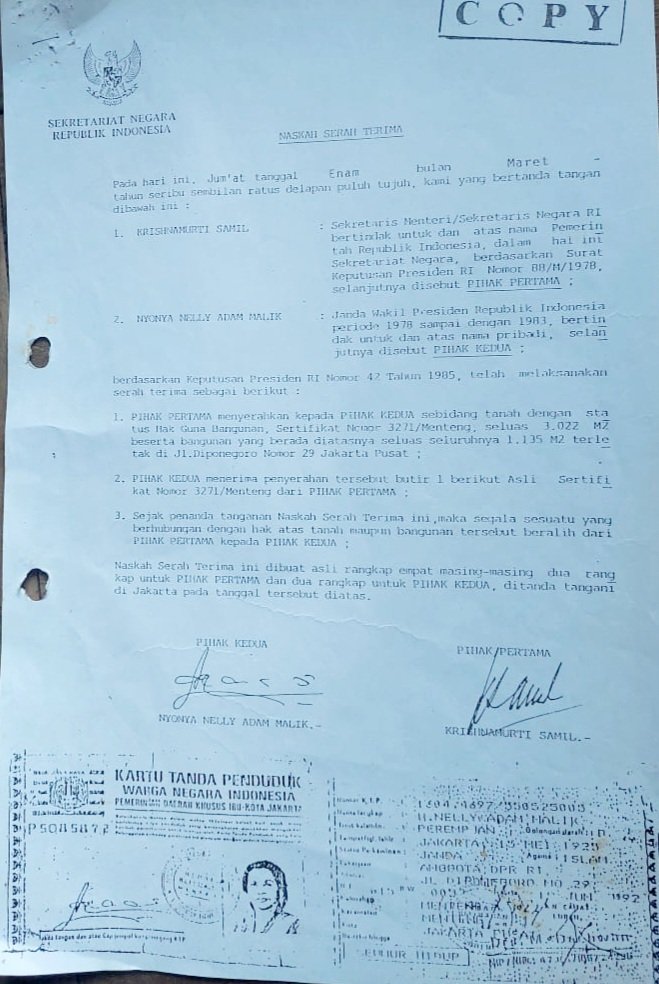 COPY
SEKRETARIAT NEGARA
REPUBLIK INDONESIA
NASKAH SERAH TERIMA
Pada hari ini, Jum'at tanggal Enam bulan Maret -
tahun seribu sembilan ratus delapan puluh tujuh, kami yang bertanda tangan
dibawah ini :
1. KRISHNAMURTI SAMIL : Sekretaris Menteri/Sekretaris Negara RI
bertindak untuk dan atas nama Pemerin
tah Republik Indonesia, dalam hal ini
Sekretariat Negara, berdasarkan Surat
Keputusan Presiden RI Nomor 88/M/1978,
selanjutnya disebut PIHAK PERTAMA ;
2. NYONYA NELLY ADAM MALIK : Janda Wakil Presiden Republik Indonesia
periode 1978 sampai dengan 1983, bertin
dak untuk dan atas nama pribadi, selan
jutnya disebut PIHAK KEDUA ;
berdasarkan Keputusan Presiden RI Nomor 42 Tahun 1985, telah melaksanakan
serah terima sebagai berikut :
1. PIHAK PERTAMA menyerahkan kepada PIHAK KEDUA sebidang tanah dengan sta
tus Hak Guna Bangunan, Sertifikat Nomor 3271/Menteng, seluas 3.022 M2
beserta bangunan yang berada diatasnya seluas seluruhnya 1.135 M2 terle
tak di Jl.Diponegoro Nomor 29 Jakarta Pusat ;
2. PIHAK KEDUA menerima penyerahan tersebut butir 1 berikut Asli Sertifi
kat Nomor 3271/Menteng dari PIHAK PERTAMA ;
3. Sejak penanda tanganan Naskah Serah Terima ini,maka segala sesuatu yang
berhubungan dengan hak atas tanah maupun bangunan tersebut beralih dari
PIHAK PERTAMA kepada PIHAK KEDUA ;
Naskah Serah Terima ini dibuat asli rangkap empat masing-masing dua rang
kap untuk PIHAK PERTAMA dan dua rangkap untuk PIHAK KEDUA, ditanda tangani
di Jakarta pada tanggal tersebut diatas.
PIHAK KEDUA
NYONYA NELLY ADAM MALIK.-
PIHAK PERTAMA
KRISHNAMURTI SAMIL.-
KARTU TANDA PENDUDUK
WARGA NEGARA INDONESIA
PEMERINTAH DAERAH KHUSUS IBU-KOTA JAKARTA
P5085872
Nomor K.T.P.
Nama lengkap H.NELLY ADAM MALIK
PEREMPUAN Golongan darah :
JAKARTA, 15 MEI 1925
JANDA Agama : ISLAM
ANGGOTA DPR RI
JL. DIPONEGORO NO 29
MENTENG
JAKARTA
SEUMUR HIDUP